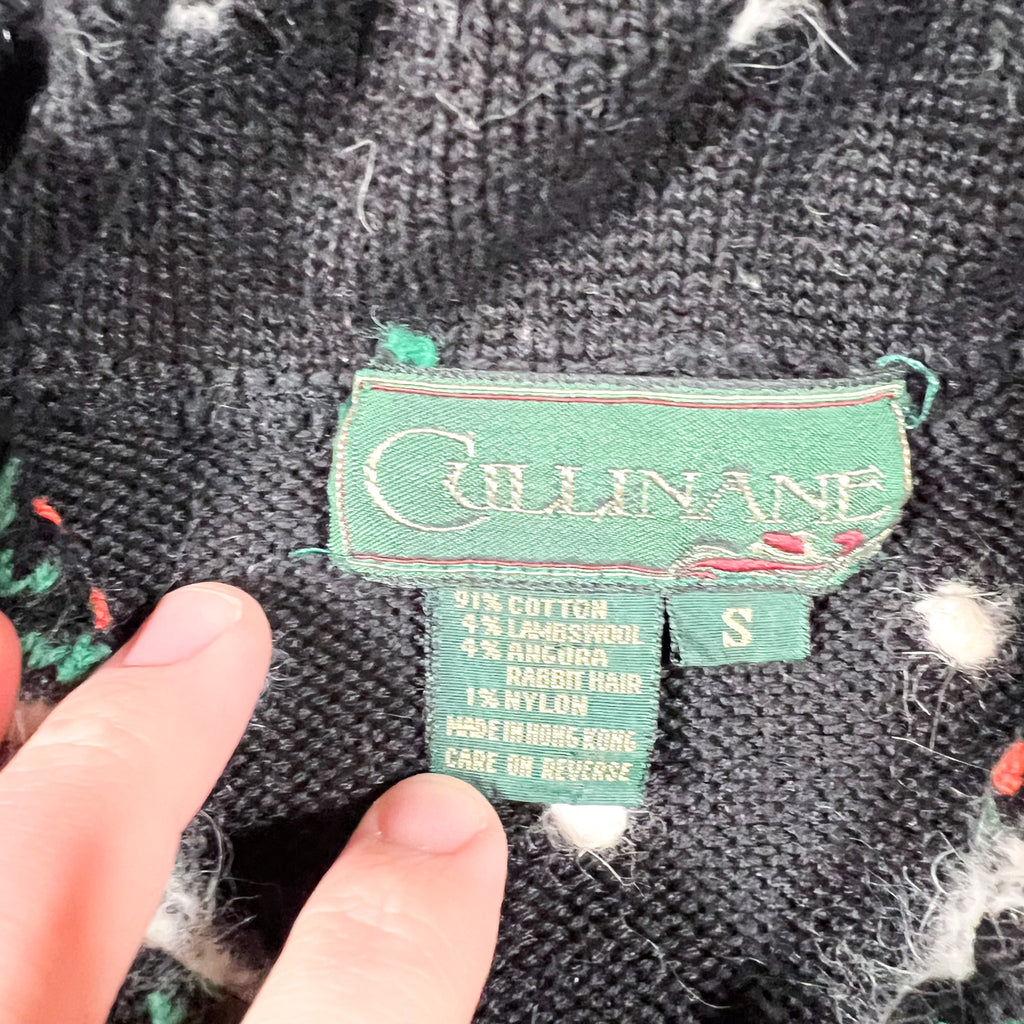 CULLINANE
91% COTTON
4% LAMBSWOOL
4% ANGORA
RABBIT HAIR
1% NYLON
MADE IN HONG KONG
CARE ON REVERSE
S